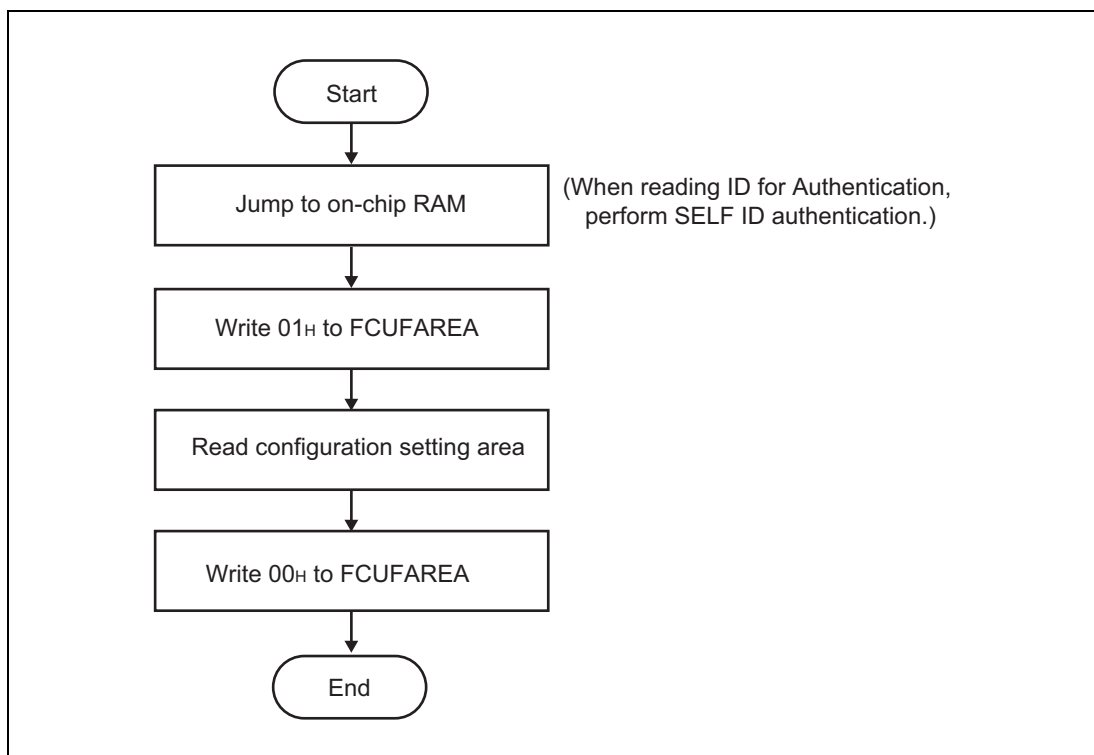 Start
Jump to on-chip RAM
(When reading ID for Authentication,
perform SELF ID authentication.)
Write 01H to FCUFAREA
Read configuration setting area
Write 00H to FCUFAREA
End